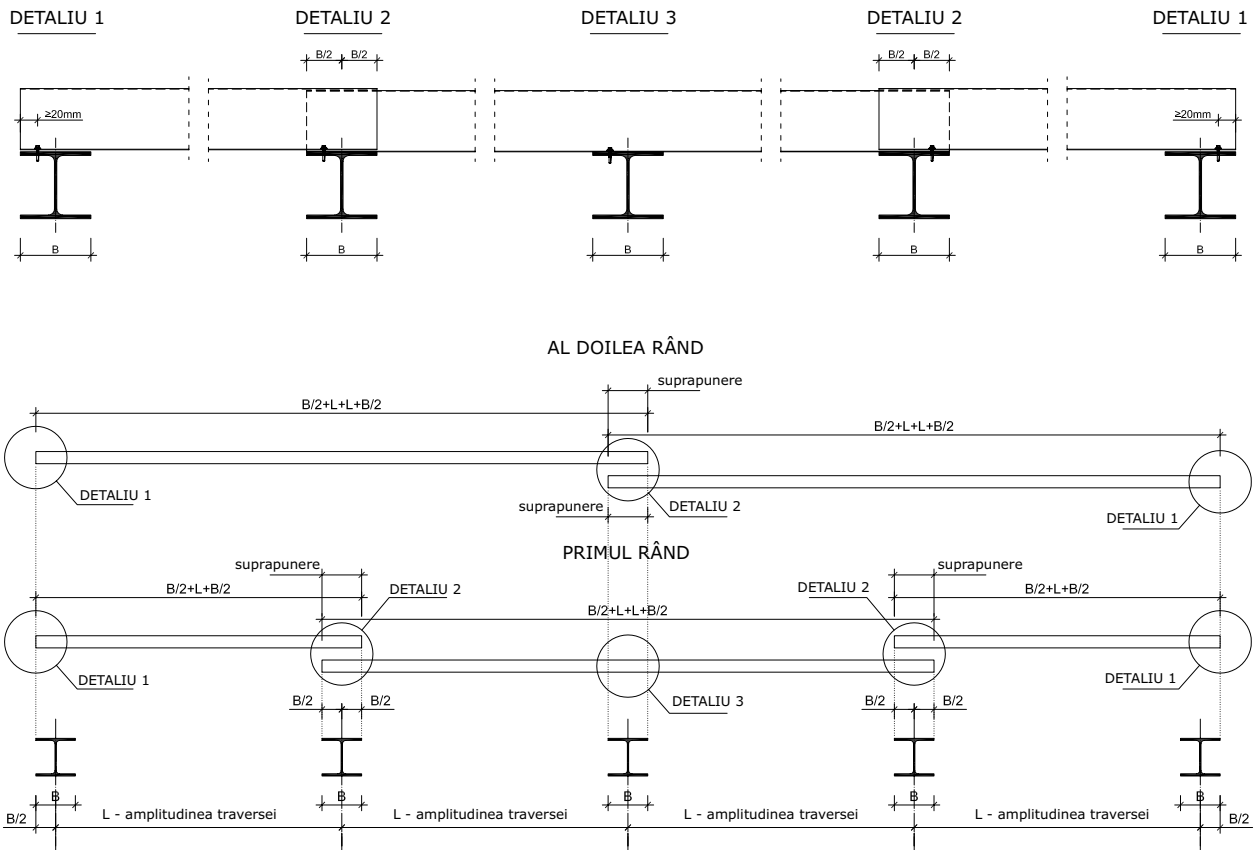 DETALIU 1 DETALIU 2 DETALIU 3 DETALIU 2 DETALIU 1
B/2 B/2 B/2 B/2
≥20mm ≥20mm
B B B B B
AL DOILEA RÂND
suprapunere
B/2+L+L+B/2
B/2+L+L+B/2
DETALIU 1
suprapunere DETALIU 2
DETALIU 1
PRIMUL RÂND
suprapunere suprapunere
B/2+L+B/2 DETALIU 2 DETALIU 2 B/2+L+B/2
B/2+L+L+B/2
DETALIU 1 DETALIU 1
B/2 B/2 DETALIU 3 B/2 B/2
B B B B B
B/2 L - amplitudinea traversei L - amplitudinea traversei L - amplitudinea traversei L - amplitudinea traversei B/2